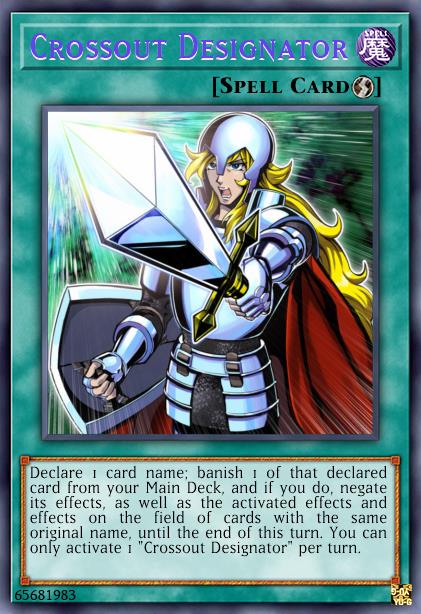 Crossout Designator
SPELL
魔
[Spell Card]
Declare 1 card name; banish 1 of that declared
card from your Main Deck, and if you do, negate
its effects, as well as the activated effects and
effects on the field of cards with the same
original name, until the end of this turn. You can
only activate 1 "Crossout Designator" per turn.
65681983